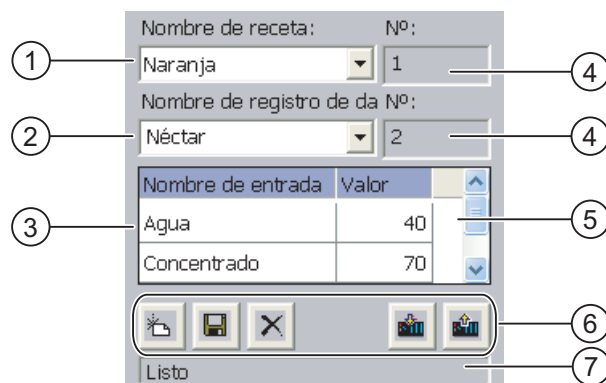 Nombre de receta: Nº:
1 Naranja 1 4
Nombre de registro de da Nº:
2 Néctar 2 4
Nombre de entrada Valor
3 Agua 40 5
Concentrado 70
6
Listo 7